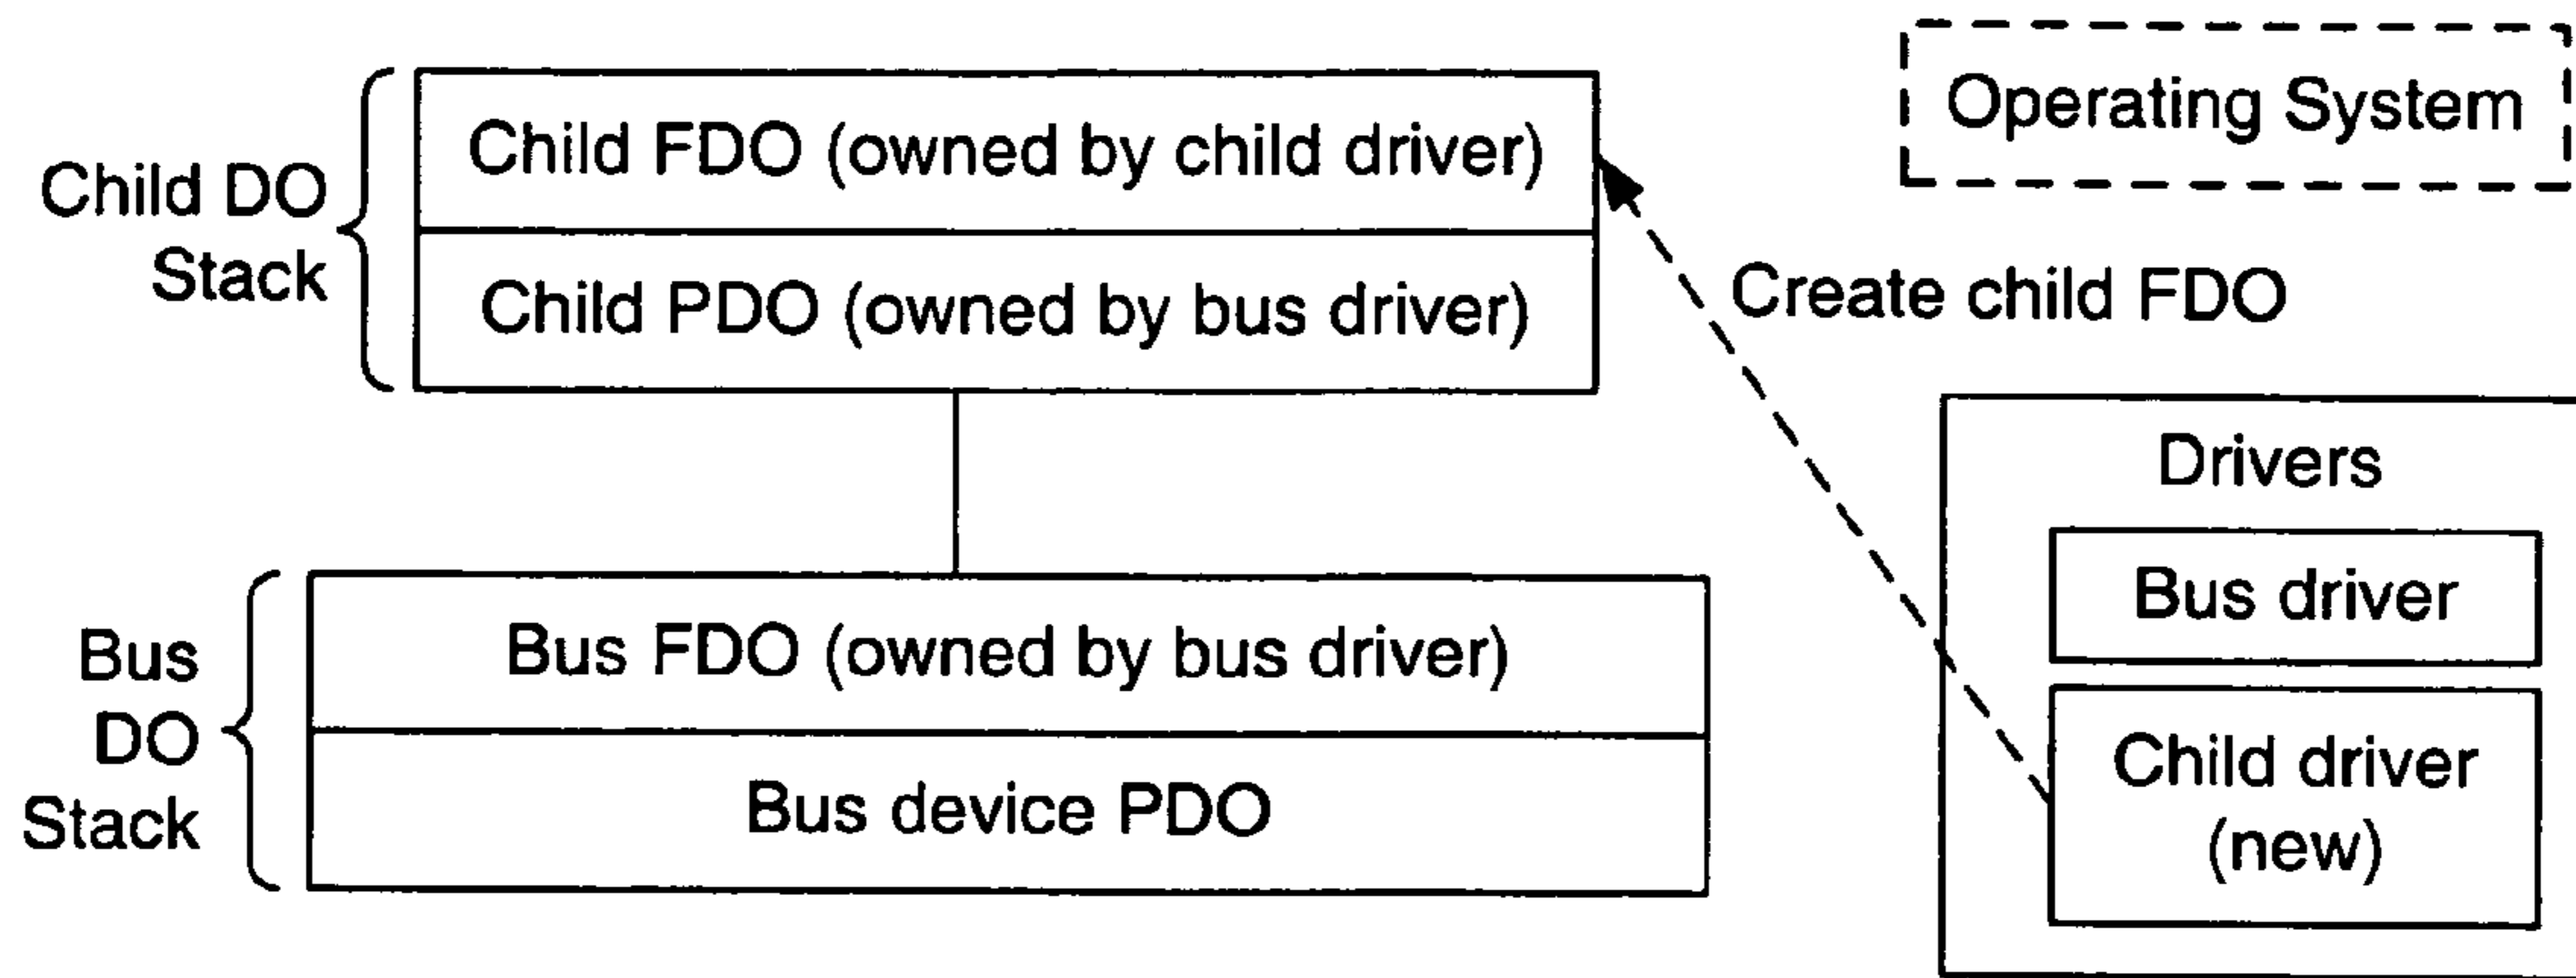 Operating System
Child DO
Stack
Child FDO (owned by child driver)
Child PDO (owned by bus driver)
Create child FDO
Bus
DO
Stack
Bus FDO (owned by bus driver)
Bus device PDO
Drivers
Bus driver
Child driver
(new)